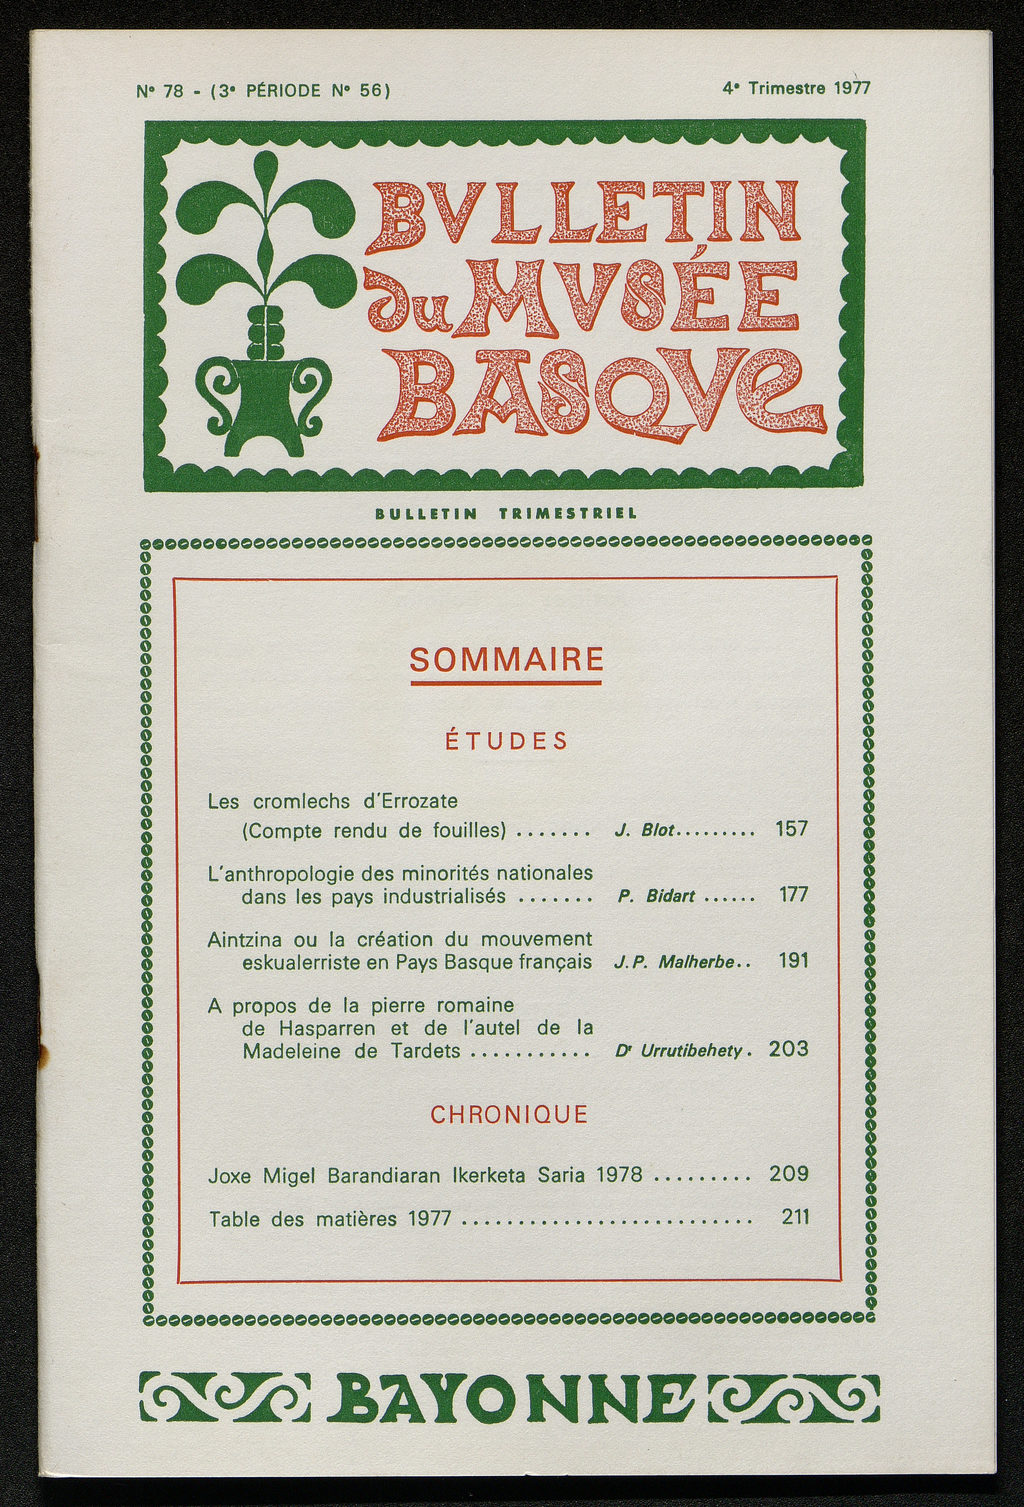 Nº 78 - (3ᵉ PÉRIODE Nº 56)
4ᵉ Trimestre 1977
BVLLETIN
du MVSÉE
BASQVE
BULLETIN TRIMESTRIEL
SOMMAIRE
ÉTUDES
Les cromlechs d'Errozate
(Compte rendu de fouilles) ....... J. Blot......... 157
L'anthropologie des minorités nationales
dans les pays industrialisés ....... P. Bidart ...... 177
Aintzina ou la création du mouvement
eskualerriste en Pays Basque français J.P. Malherbe.. 191
A propos de la pierre romaine
de Hasparren et de l'autel de la
Madeleine de Tardets ........... Dʳ Urrutibehety. 203
CHRONIQUE
Joxe Migel Barandiaran Ikerketa Saria 1978 ......... 209
Table des matières 1977 .......................... 211
BAYONNE